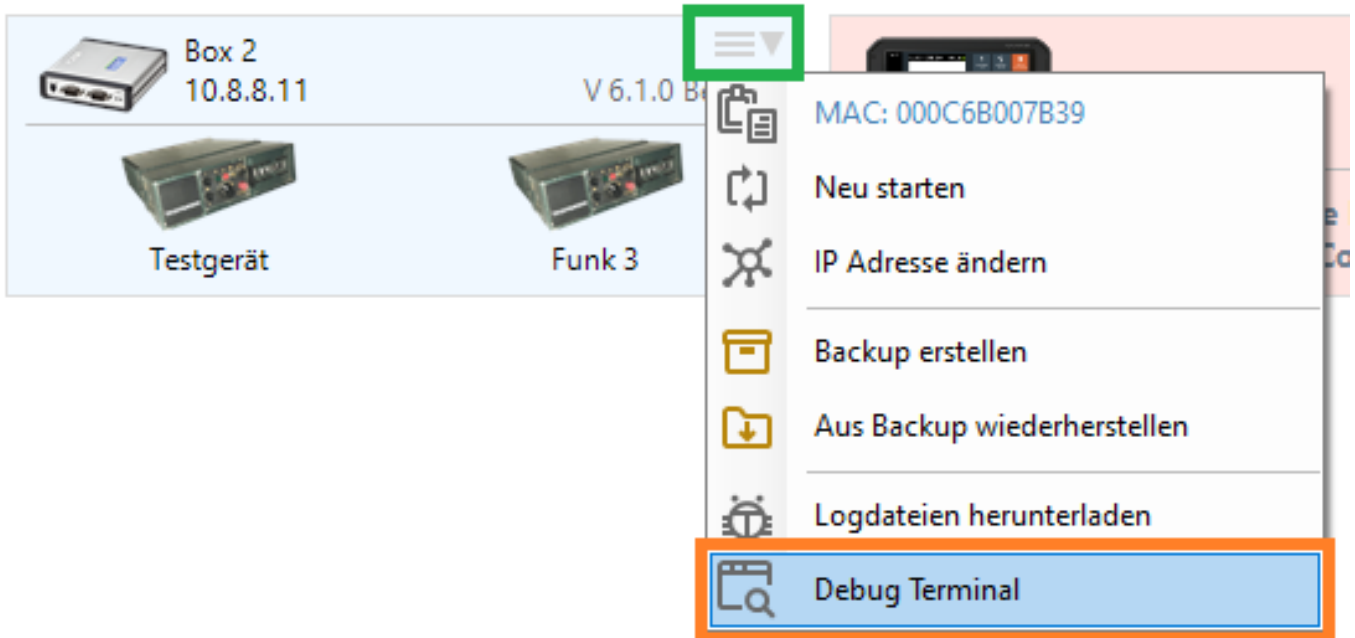 Box 2
10.8.8.11
V 6.1.0
Testgerät
Funk 3
MAC: 000C6B007B39
Neu starten
IP Adresse ändern
Backup erstellen
Aus Backup wiederherstellen
Logdateien herunterladen
Debug Terminal